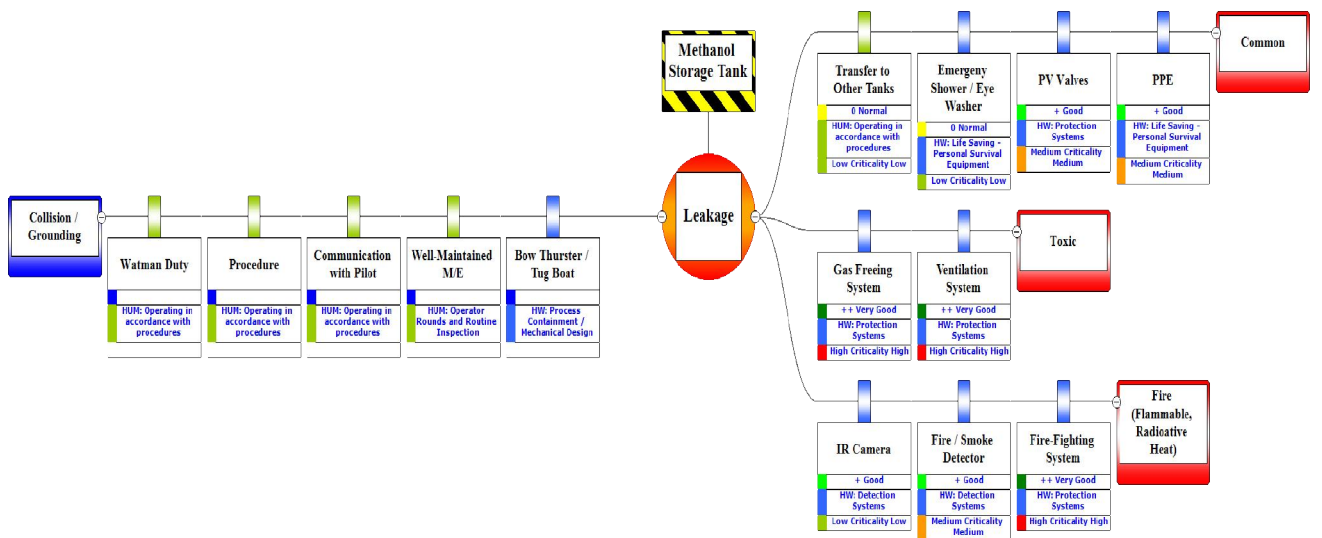 Methanol
Storage Tank
Leakage
Collision /
Grounding
Watman Duty
HUM: Operating in
accordance with
procedures
Procedure
HUM: Operating in
accordance with
procedures
Communication
with Pilot
HUM: Operating in
accordance with
procedures
Well-Maintained
M/E
HUM: Operator
Rounds and Routine
Inspection
Bow Thurster /
Tug Boat
HW: Process
Containment /
Mechanical Design
Transfer to
Other Tanks
0 Normal
HUM: Operating in
accordance with
procedures
Low Criticality Low
Emergeny
Shower / Eye
Washer
0 Normal
HW: Life Saving -
Personal Survival
Equipment
Low Criticality Low
PV Valves
+ Good
HW: Protection
Systems
Medium Criticality
Medium
PPE
+ Good
HW: Life Saving -
Personal Survival
Equipment
Medium Criticality
Medium
Common
Gas Freeing
System
++ Very Good
HW: Protection
Systems
High Criticality High
Ventilation
System
++ Very Good
HW: Protection
Systems
High Criticality High
Toxic
IR Camera
+ Good
HW: Detection
Systems
Low Criticality Low
Fire / Smoke
Detector
+ Good
HW: Detection
Systems
Medium Criticality
Medium
Fire-Fighting
System
++ Very Good
HW: Protection
Systems
High Criticality High
Fire
(Flammable,
Radioative
Heat)